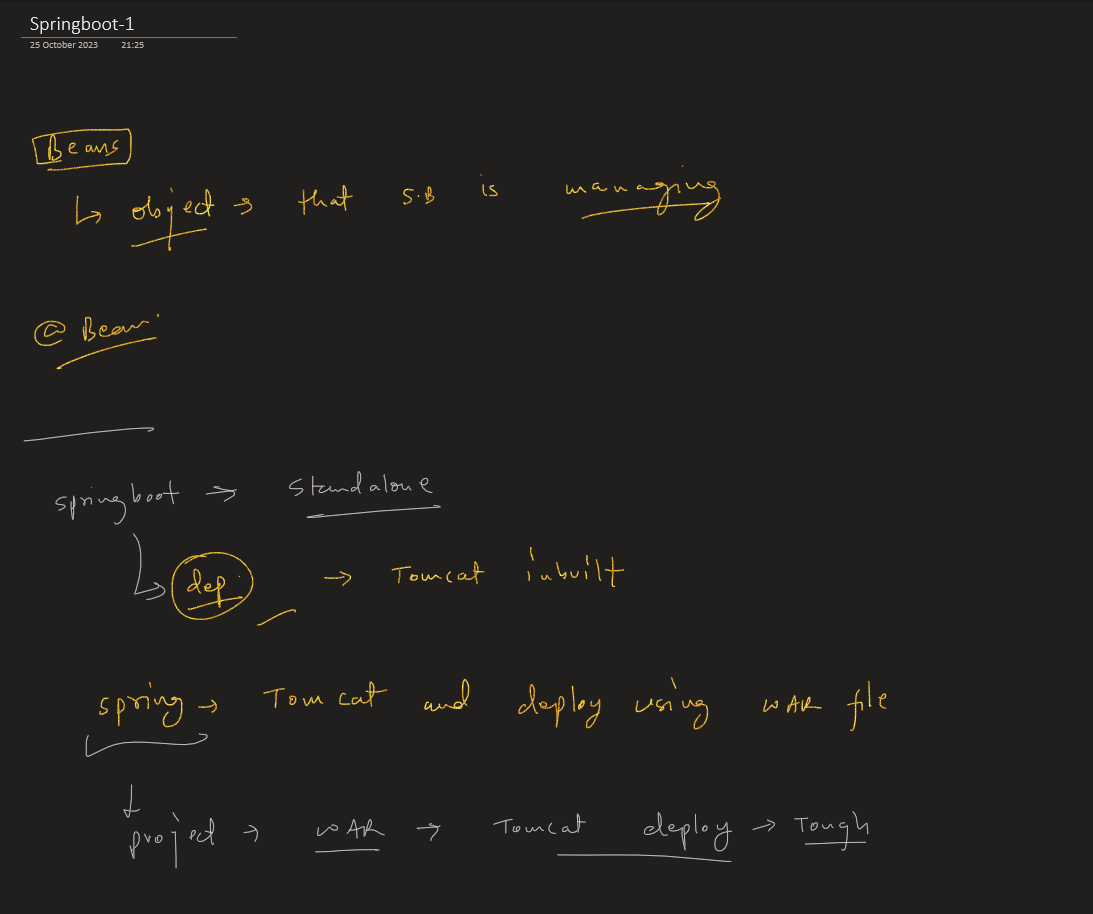 Springboot-1
25 October 2023 21:25
Beans
↳ object → that S.B is managing
@Bean
springboot → standalone
↳ dep. → Tomcat inbuilt
spring → Tomcat and deploy using WAR file
↓
project → WAR → Tomcat deploy → Tough